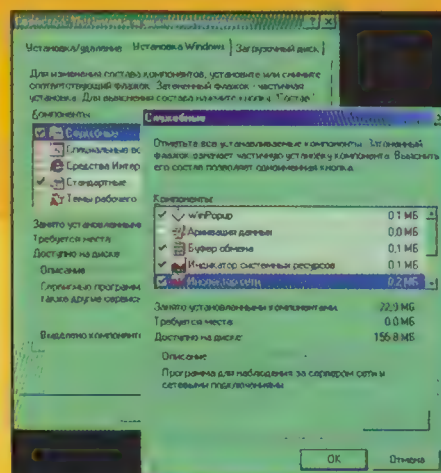 Установка/удаление Установка Windows Загрузочный диск
Для изменения состава компонентов, установите или снимите
соответствующий флажок. Затененный флажок - частичная
установка. Для выяснения состава нажмите кнопку "Состав".
Компоненты:
Служебные
Специальные во
Средства Интер
Стандартные
Темы рабочего
Занято установленными
Требуется места
Доступно на диске
Описание
Служебные программ
также другие сервисн
Выделено компоненто
Служебные
? ×
Отметьте все устанавливаемые компоненты. Затененный
флажок означает частичную установку компонента. Выяснить
его состав позволяет одноименная кнопка.
Компоненты:
winPopup 0,1 МБ
Архивация данных 0,0 МБ
Буфер обмена 0,1 МБ
Индикатор системных ресурсов 0,1 МБ
Инспектор сети 0,2 МБ
Занято установленными компонентами: 22,9 МБ
Требуется места: 0,0 МБ
Доступно на диске: 156,8 МБ
Описание
Программа для наблюдения за сервером сети и
сетевыми подключениями
OK Отмена